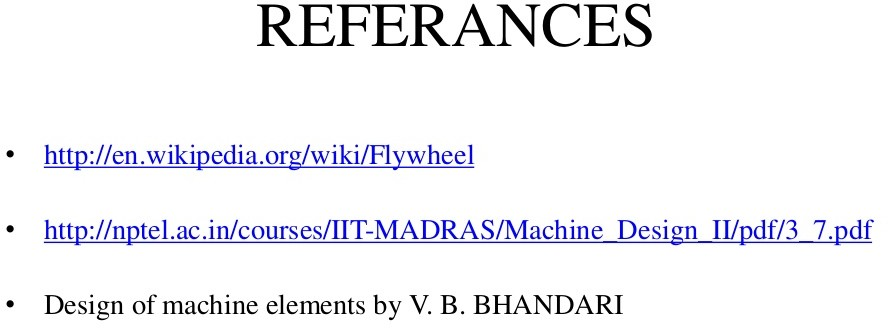 REFERANCES
• http://en.wikipedia.org/wiki/Flywheel
• http://nptel.ac.in/courses/IIT-MADRAS/Machine_Design_II/pdf/3_7.pdf
• Design of machine elements by V. B. BHANDARI